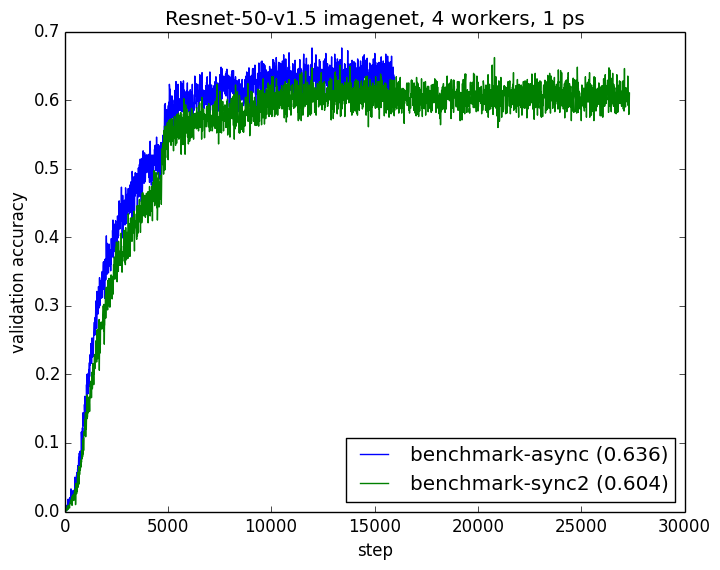 Resnet-50-v1.5 imagenet, 4 workers, 1 ps
0.7
0.6
0.5
0.4
0.3
0.2
0.1
0.0
validation accuracy
benchmark-async (0.636)
benchmark-sync2 (0.604)
0 5000 10000 15000 20000 25000 30000
step